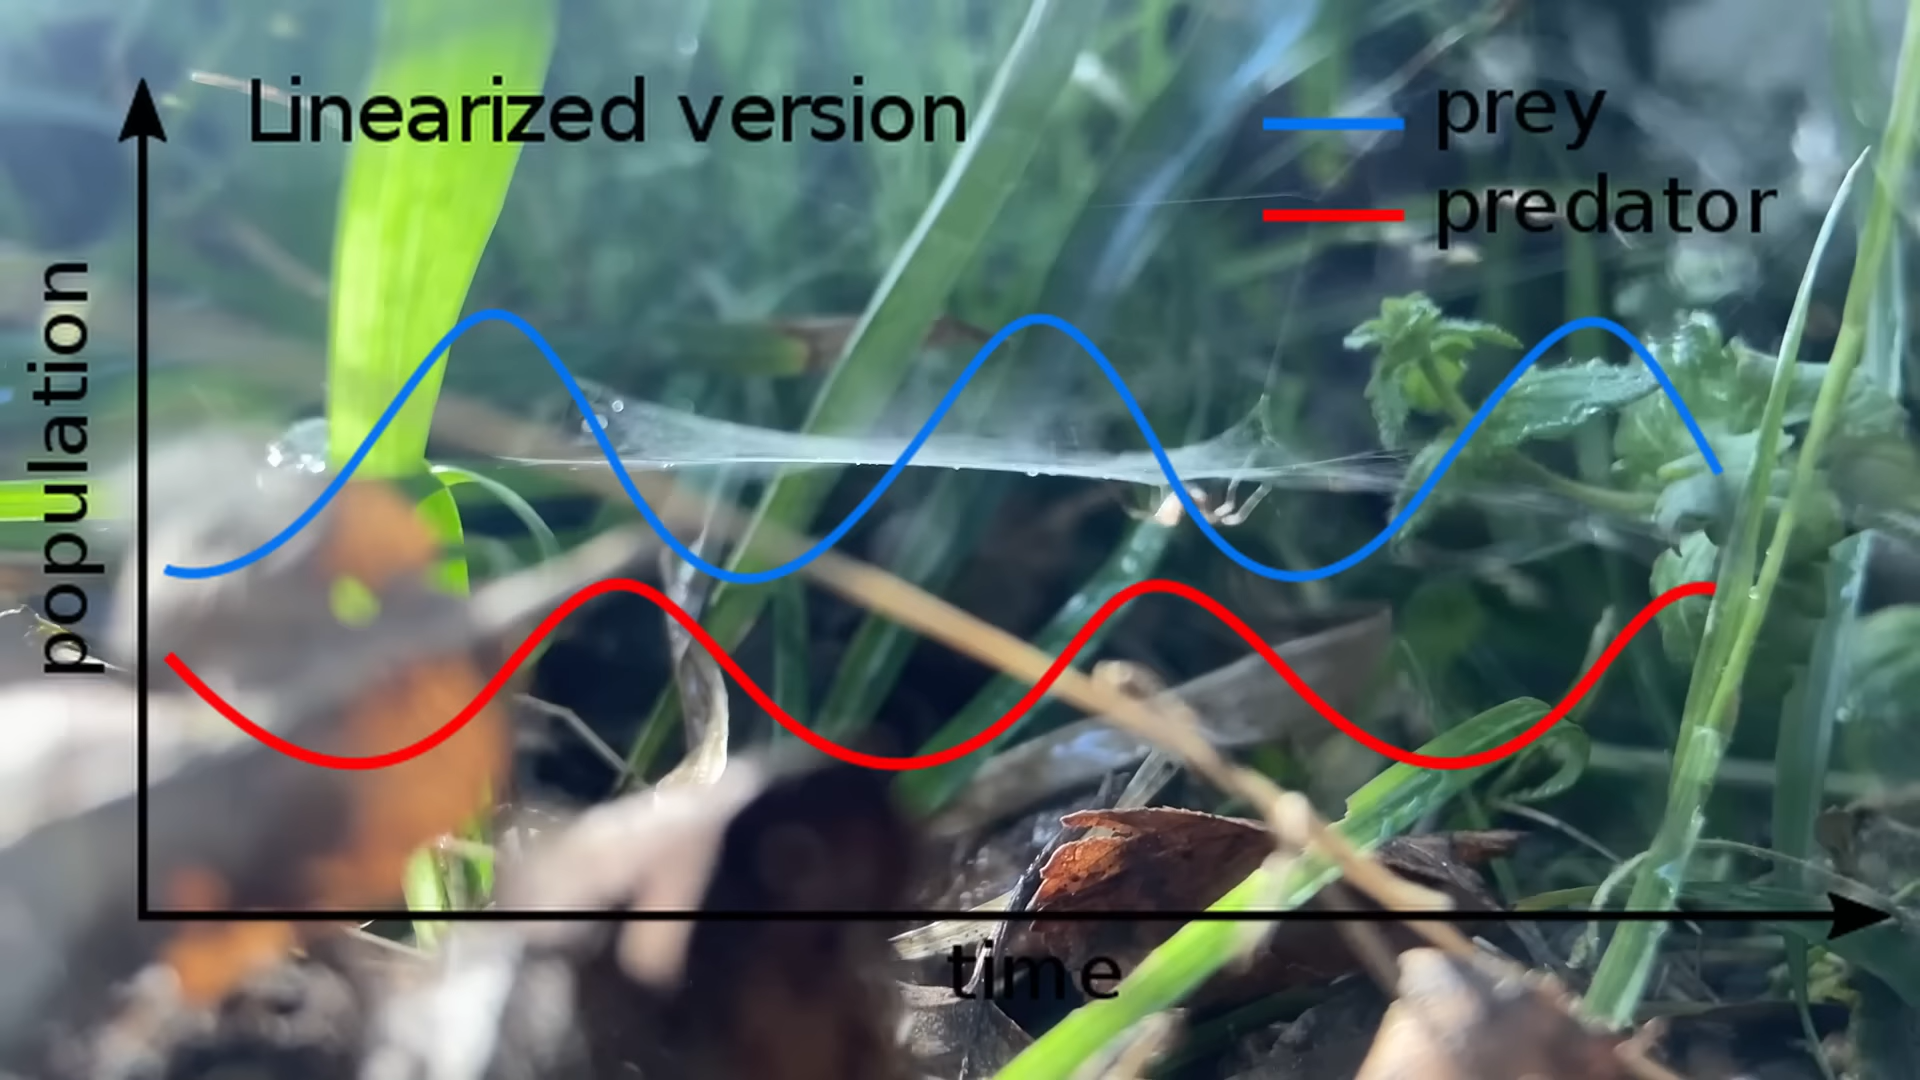 Linearized version
prey
predator
population
time